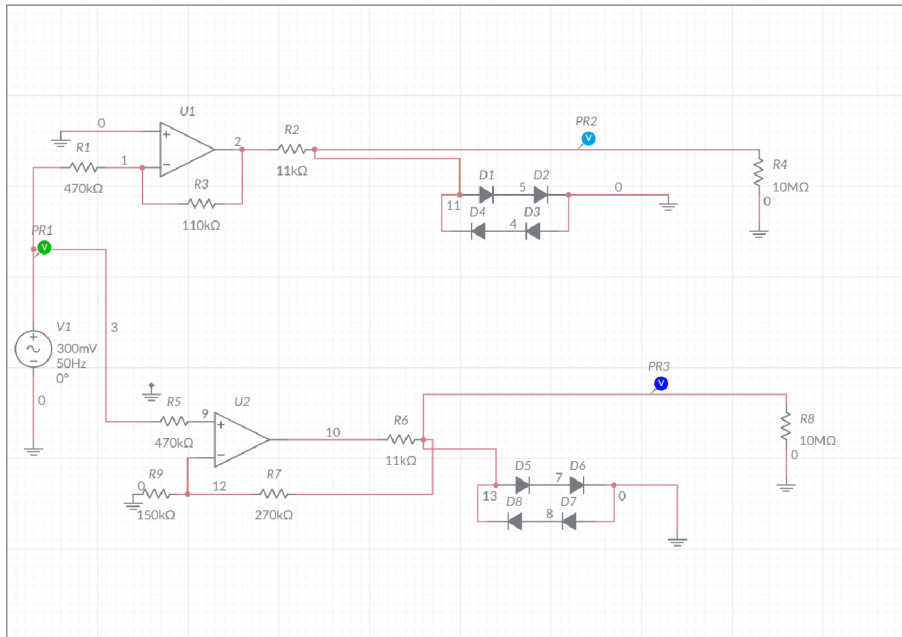 U1
0
+
R1
1
−
470kΩ
2
R2
11kΩ
R3
110kΩ
PR2
V
R4
10MΩ
0
D1
5
D2
0
11
D4
4
D3
PR1
V
3
V1
+
300mV
50Hz
0°
−
0
R5
9
470kΩ
U2
+
−
10
R6
11kΩ
R9
0
150kΩ
12
R7
270kΩ
PR3
V
R8
10MΩ
0
D5
7
D6
13
0
D8
8
D7